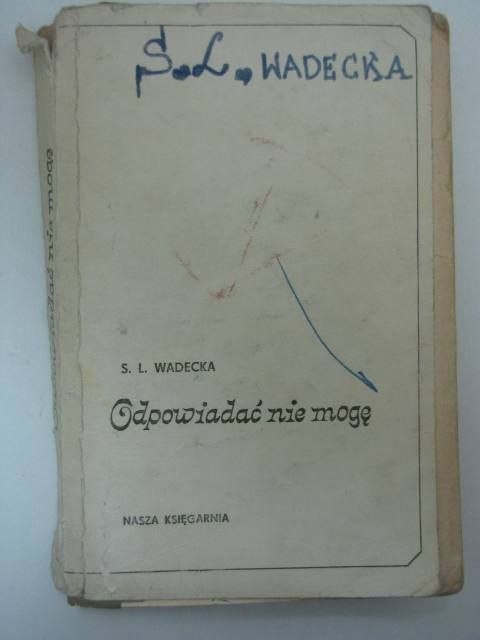 S.L. WADECKA
S. L. WADECKA
Odpowiadać nie mogę
NASZA KSIĘGARNIA
Odpowiadać nie mogę